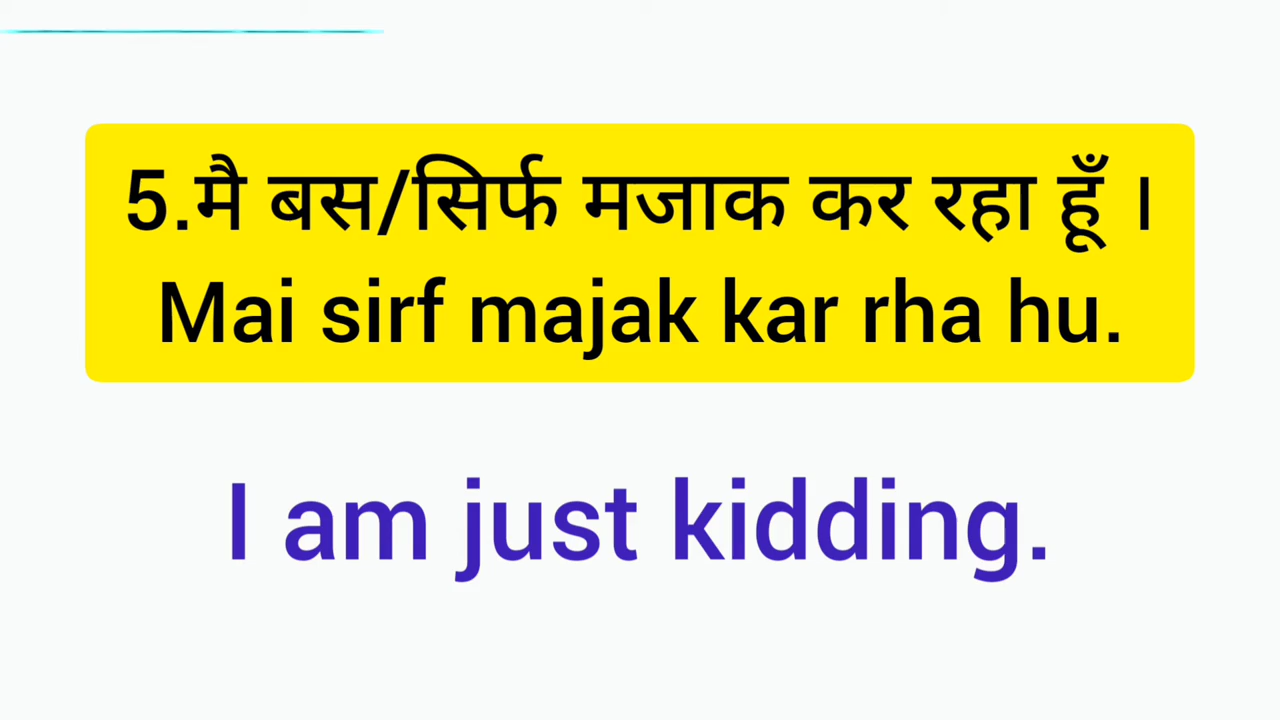 5.मै बस/सिर्फ मजाक कर रहा हूँ ।
Mai sirf majak kar rha hu.
I am just kidding.